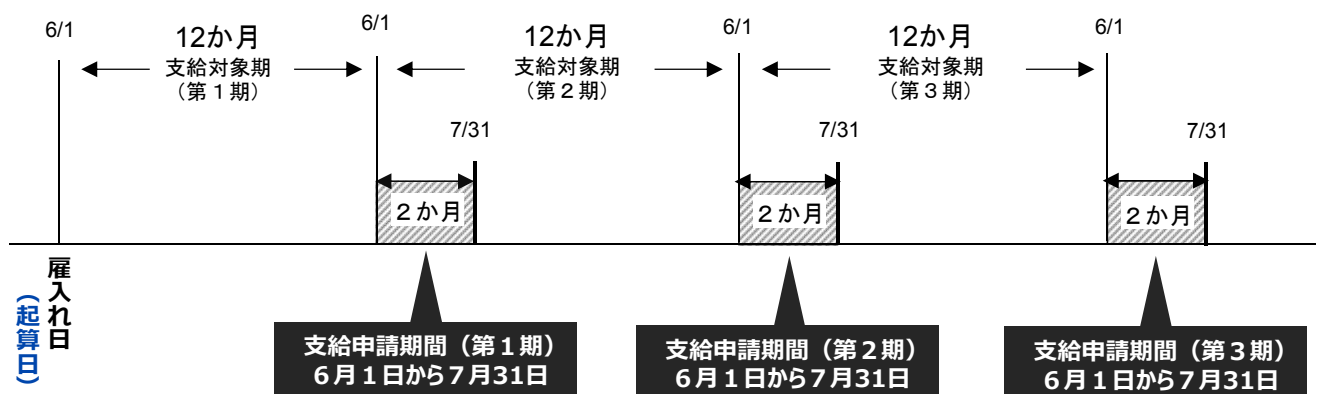 6/1
12か月
支給対象期
（第１期）
6/1
12か月
支給対象期
（第２期）
6/1
12か月
支給対象期
（第３期）
6/1
7/31
7/31
7/31
２か月
２か月
２か月
雇入れ日
（起算日）
支給申請期間（第１期）
６月１日から７月31日
支給申請期間（第２期）
６月１日から７月31日
支給申請期間（第３期）
６月１日から７月31日